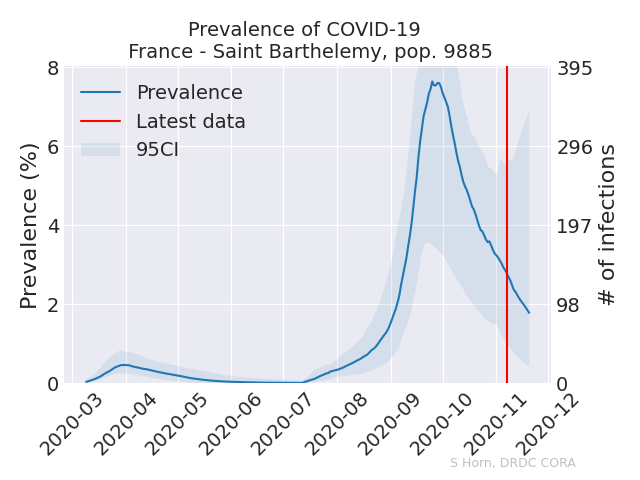 Prevalence of COVID-19
France - Saint Barthelemy, pop. 9885
Prevalence
Latest data
95CI
Prevalence (%)
8
6
4
2
0
# of infections
395
296
197
98
0
2020-03
2020-04
2020-05
2020-06
2020-07
2020-08
2020-09
2020-10
2020-11
2020-12
S Horn, DRDC CORA